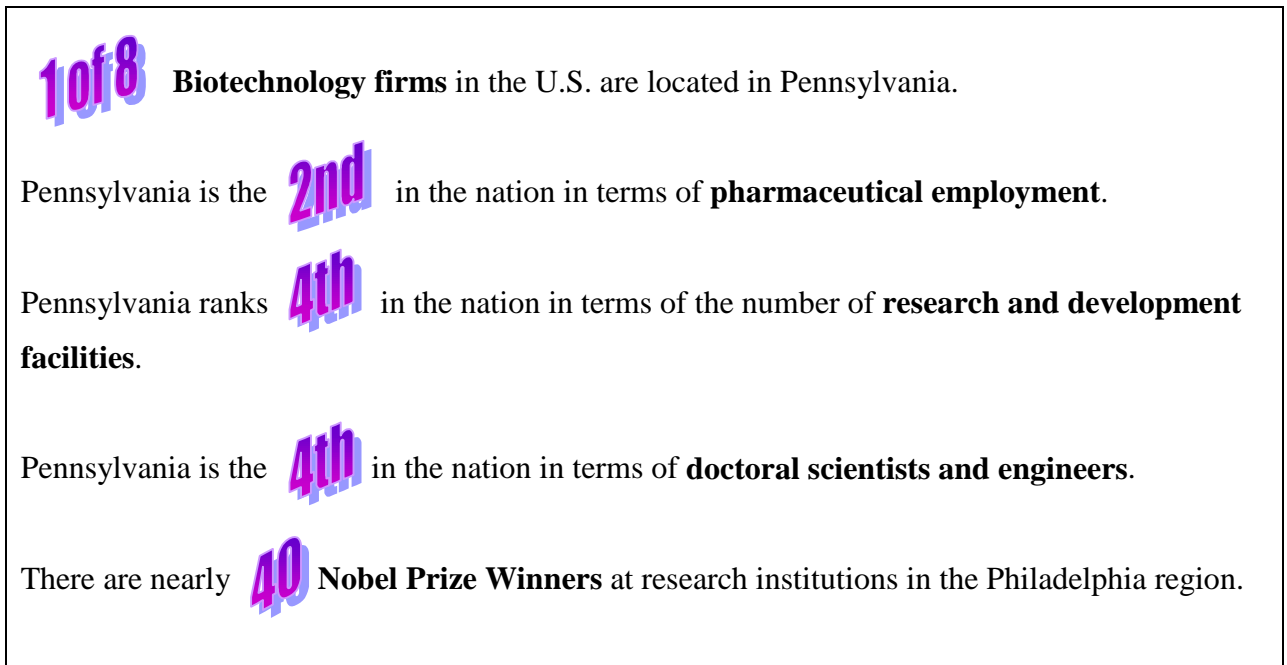 1 of 8 Biotechnology firms in the U.S. are located in Pennsylvania.
Pennsylvania is the 2nd in the nation in terms of pharmaceutical employment.
Pennsylvania ranks 4th in the nation in terms of the number of research and development
facilities.
Pennsylvania is the 4th in the nation in terms of doctoral scientists and engineers.
There are nearly 40 Nobel Prize Winners at research institutions in the Philadelphia region.